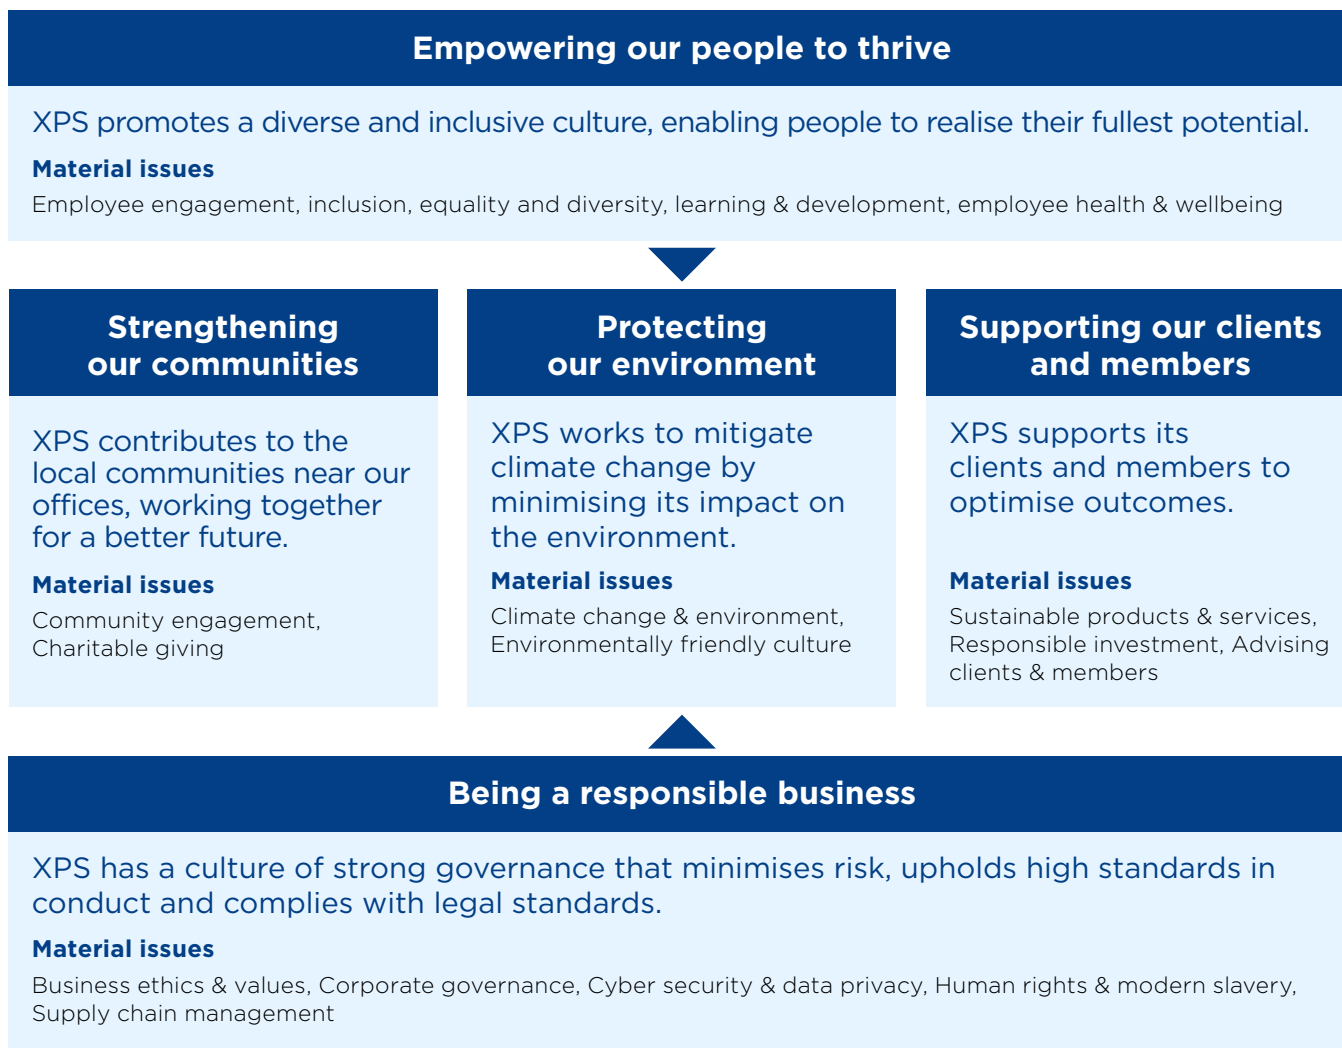 Empowering our people to thrive
XPS promotes a diverse and inclusive culture, enabling people to realise their fullest potential.
Material issues
Employee engagement, inclusion, equality and diversity, learning & development, employee health & wellbeing
Strengthening
our communities
XPS contributes to the
local communities near our
offices, working together
for a better future.
Material issues
Community engagement,
Charitable giving
Protecting
our environment
XPS works to mitigate
climate change by
minimising its impact on
the environment.
Material issues
Climate change & environment,
Environmentally friendly culture
Supporting our clients
and members
XPS supports its
clients and members to
optimise outcomes.
Material issues
Sustainable products & services,
Responsible investment, Advising
clients & members
Being a responsible business
XPS has a culture of strong governance that minimises risk, upholds high standards in
conduct and complies with legal standards.
Material issues
Business ethics & values, Corporate governance, Cyber security & data privacy, Human rights & modern slavery,
Supply chain management